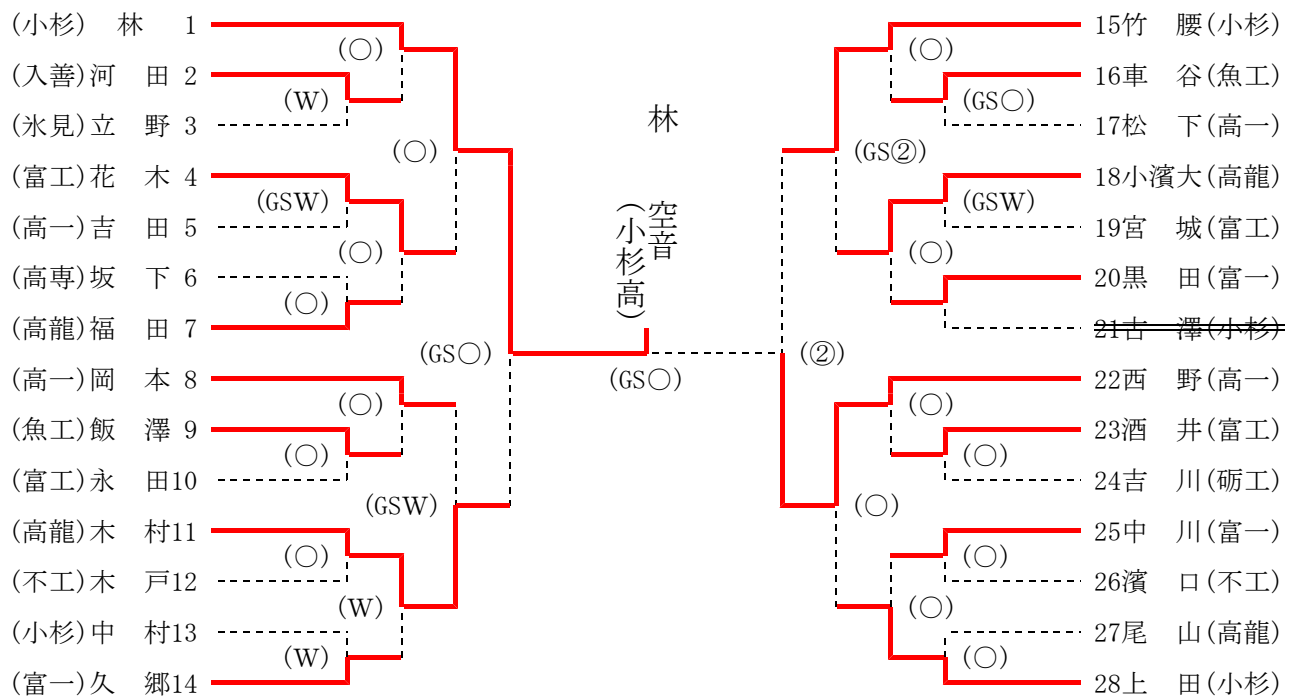 (小杉) 林 1
(入善)河 田 2
(氷見)立 野 3
(富工)花 木 4
(高一)吉 田 5
(高専)坂 下 6
(高龍)福 田 7
(高一)岡 本 8
(魚工)飯 澤 9
(富工)永 田10
(高龍)木 村11
(不工)木 戸12
(小杉)中 村13
(富一)久 郷14
(○)
(W)
(○)
(GSW)
(○)
(○)
(GS○)
(○)
(○)
(GSW)
(○)
(W)
(W)
林
空音
(小杉高)
(GS○)
(○)
(GS○)
(GS②)
(GSW)
(○)
(②)
(○)
(○)
(○)
(○)
(○)
(○)
15竹 腰(小杉)
16車 谷(魚工)
17松 下(高一)
18小濱大(高龍)
19宮 城(富工)
20黒 田(富一)
21古 澤(小杉)
22西 野(高一)
23酒 井(富工)
24吉 川(砺工)
25中 川(富一)
26濱 口(不工)
27尾 山(高龍)
28上 田(小杉)